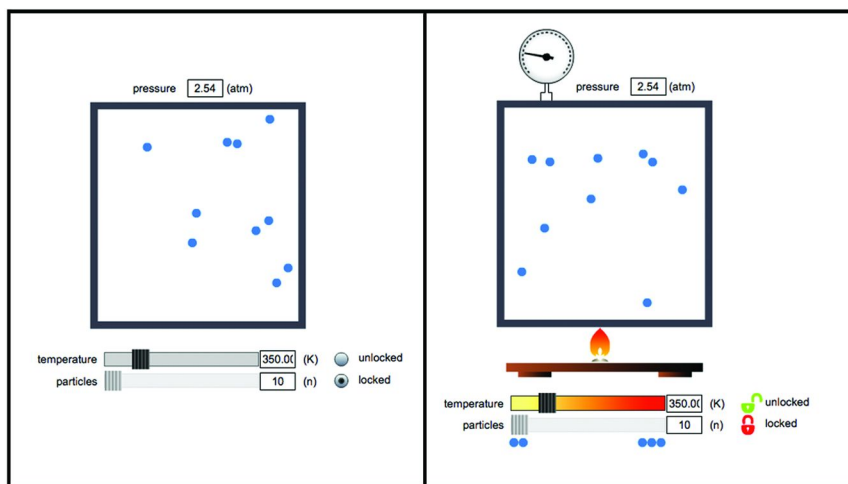 pressure 2.54 (atm)
temperature 350.00 (K) unlocked
particles 10 (n) locked
pressure 2.54 (atm)
temperature 350.00 (K) unlocked
particles 10 (n) locked